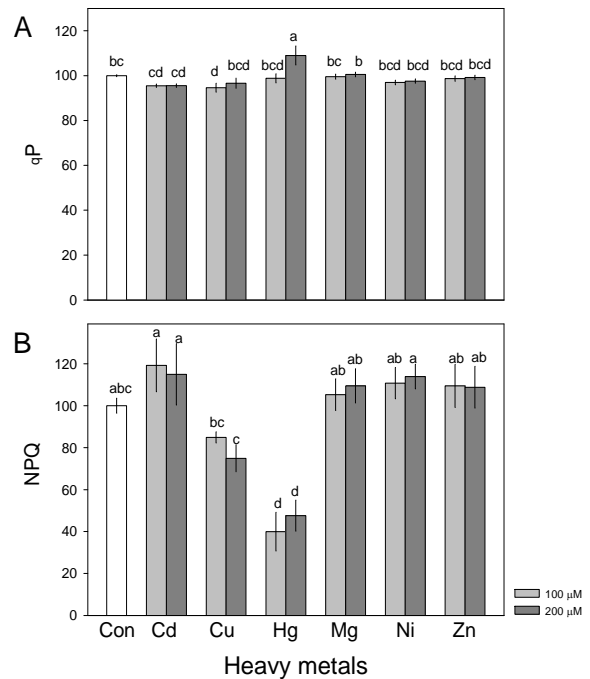 A
120
100
80
60
40
20
0
qP
bc
cd cd
d bcd
bcd a
bc b
bcd bcd
bcd bcd
B
120
100
80
60
40
20
0
NPQ
abc
a a
bc c
d d
ab ab
ab a
ab ab
Con Cd Cu Hg Mg Ni Zn
Heavy metals
100 μM
200 μM